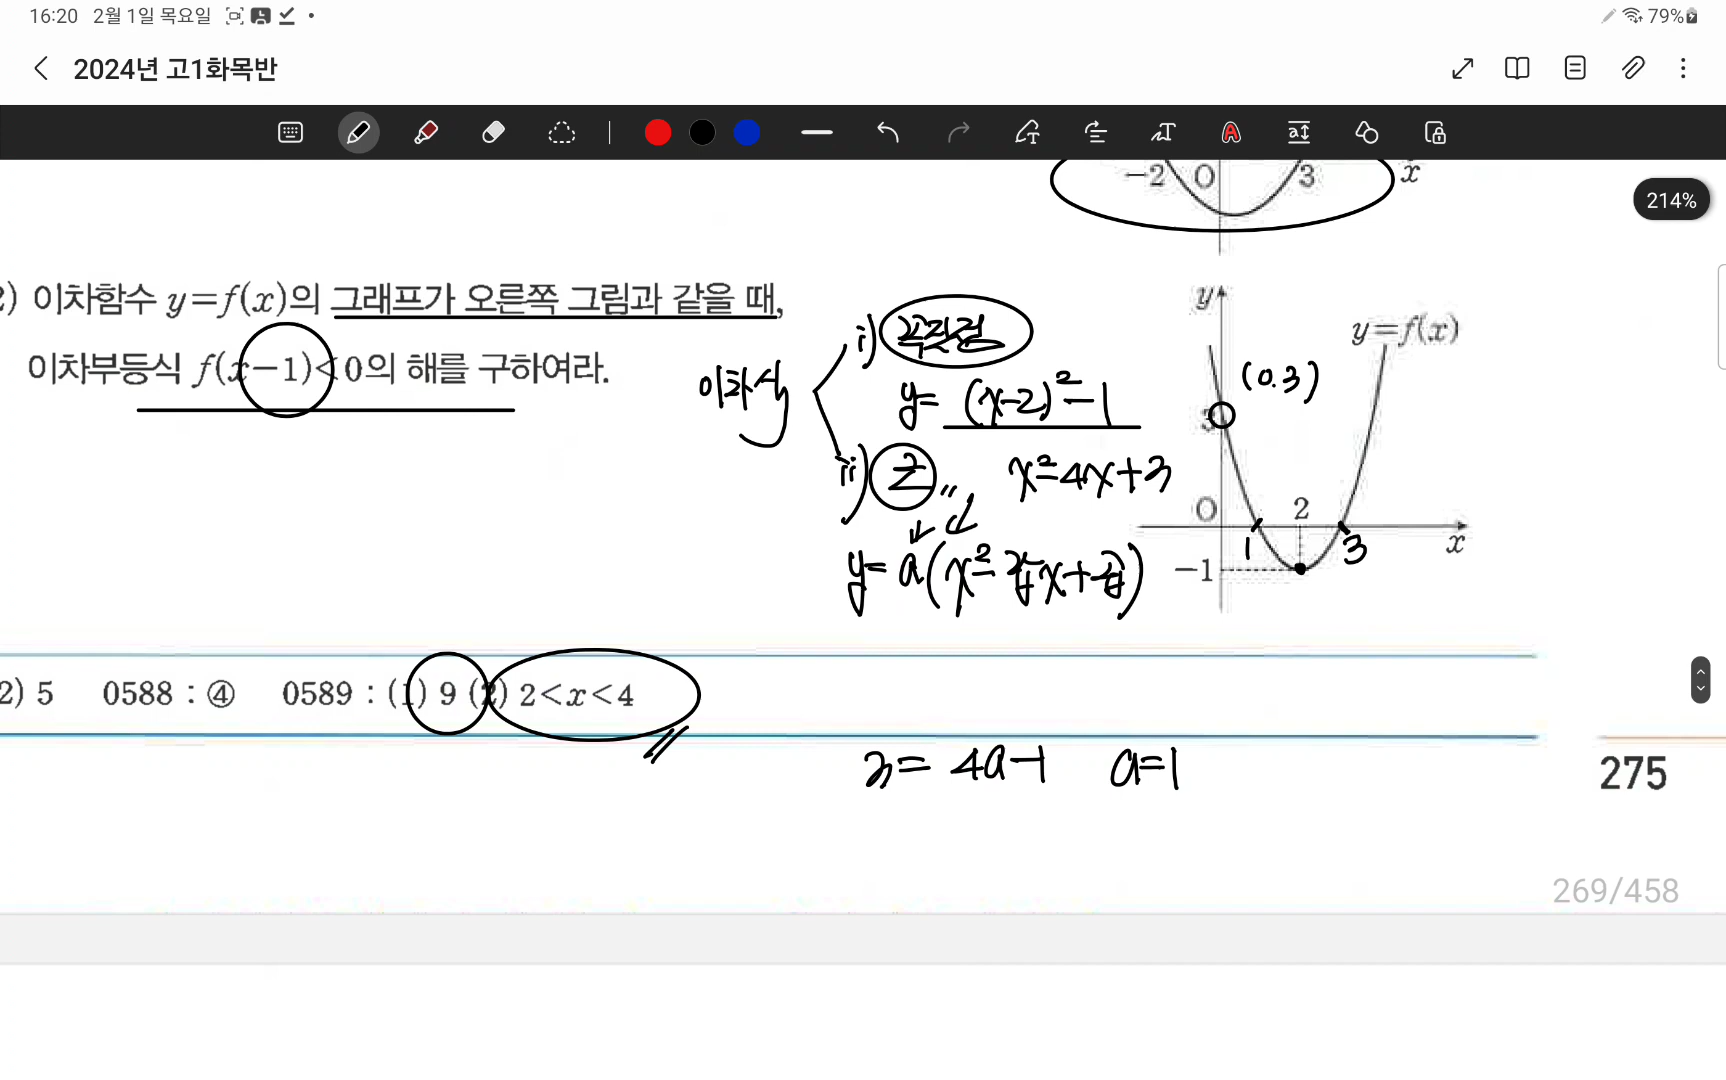 16:20 2월 1일 목요일
79%
2024년 고1화목반
214%
-2 0 3 x
2) 이차함수 y=f(x)의 그래프가 오른쪽 그림과 같을 때,
이차부등식 f(x-1)<0의 해를 구하여라.
이차식
i) 꼭짓점
y= (x-2)²-1
ii) 군
x²-4x+3
y= a(x²- x+ )
y
y=f(x)
(0.3)
3
0 2
1 3 x
-1
2) 5 0588 : ④ 0589 : (1) 9 (2) 2<x<4
3= 4a-1 a=1
275
269/458